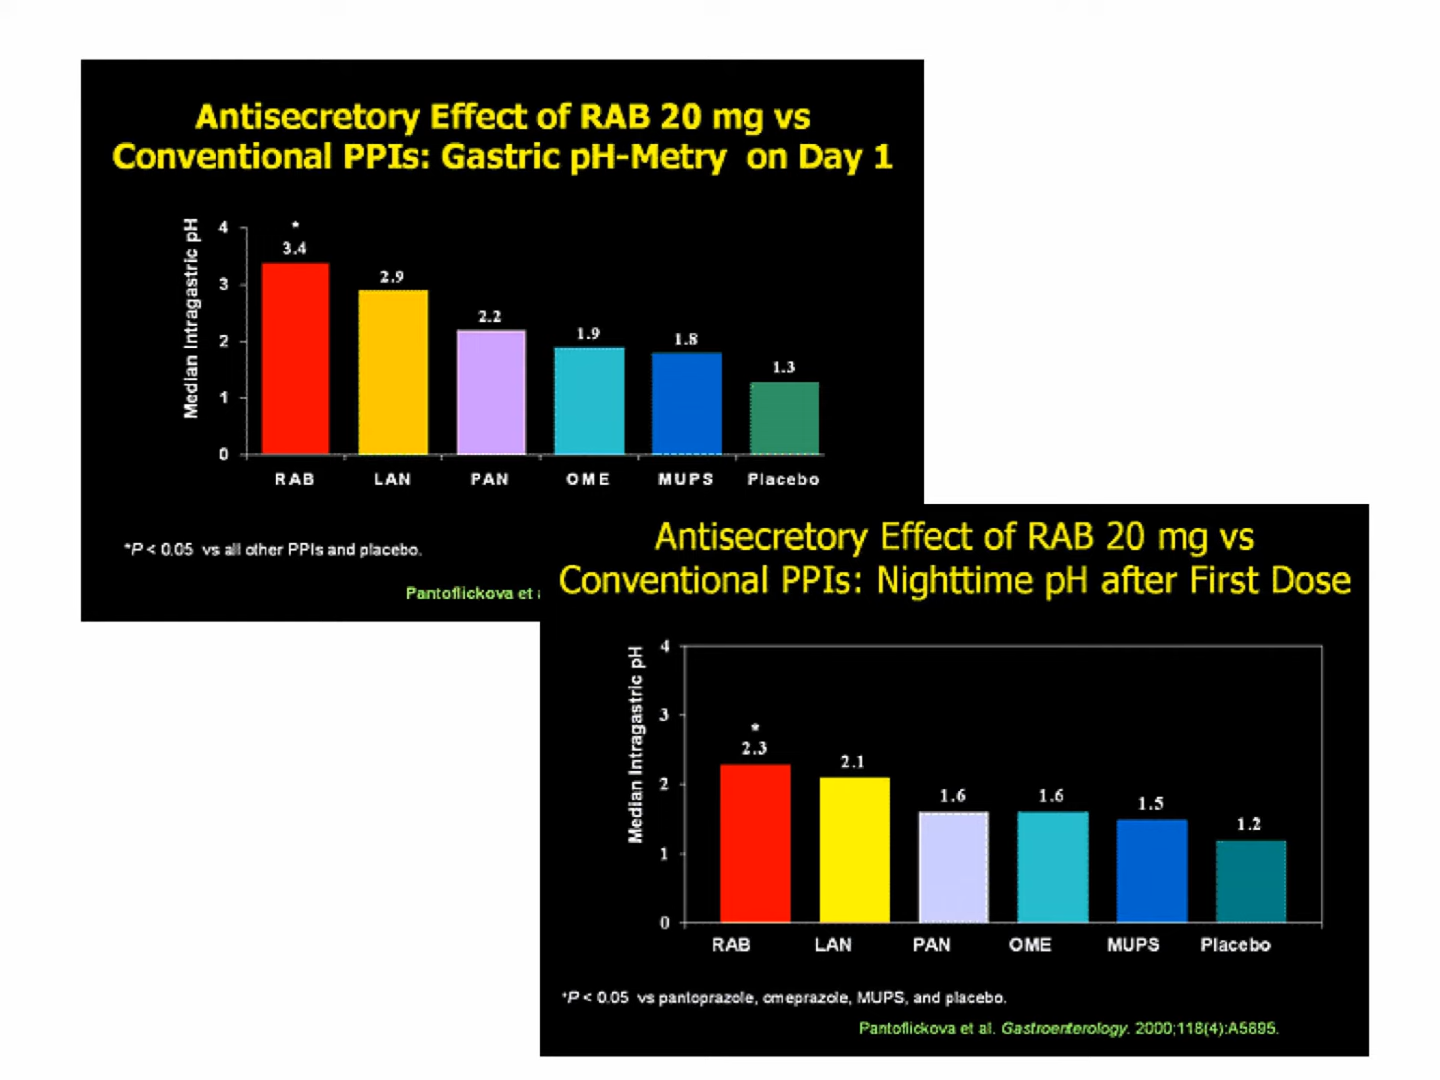 Antisecretory Effect of RAB 20 mg vs
Conventional PPIs: Gastric pH-Metry on Day 1
Median Intragastric pH
4
3
2
1
0
*
3.4
2.9
2.2
1.9
1.8
1.3
RAB LAN PAN OME MUPS Placebo
*P < 0.05 vs all other PPIs and placebo.
Pantoflickova et
Antisecretory Effect of RAB 20 mg vs
Conventional PPIs: Nighttime pH after First Dose
Median Intragastric pH
4
3
2
1
0
*
2.3
2.1
1.6
1.6
1.5
1.2
RAB LAN PAN OME MUPS Placebo
*P < 0.05 vs pantoprazole, omeprazole, MUPS, and placebo.
Pantoflickova et al. Gastroenterology. 2000;118(4):A5895.